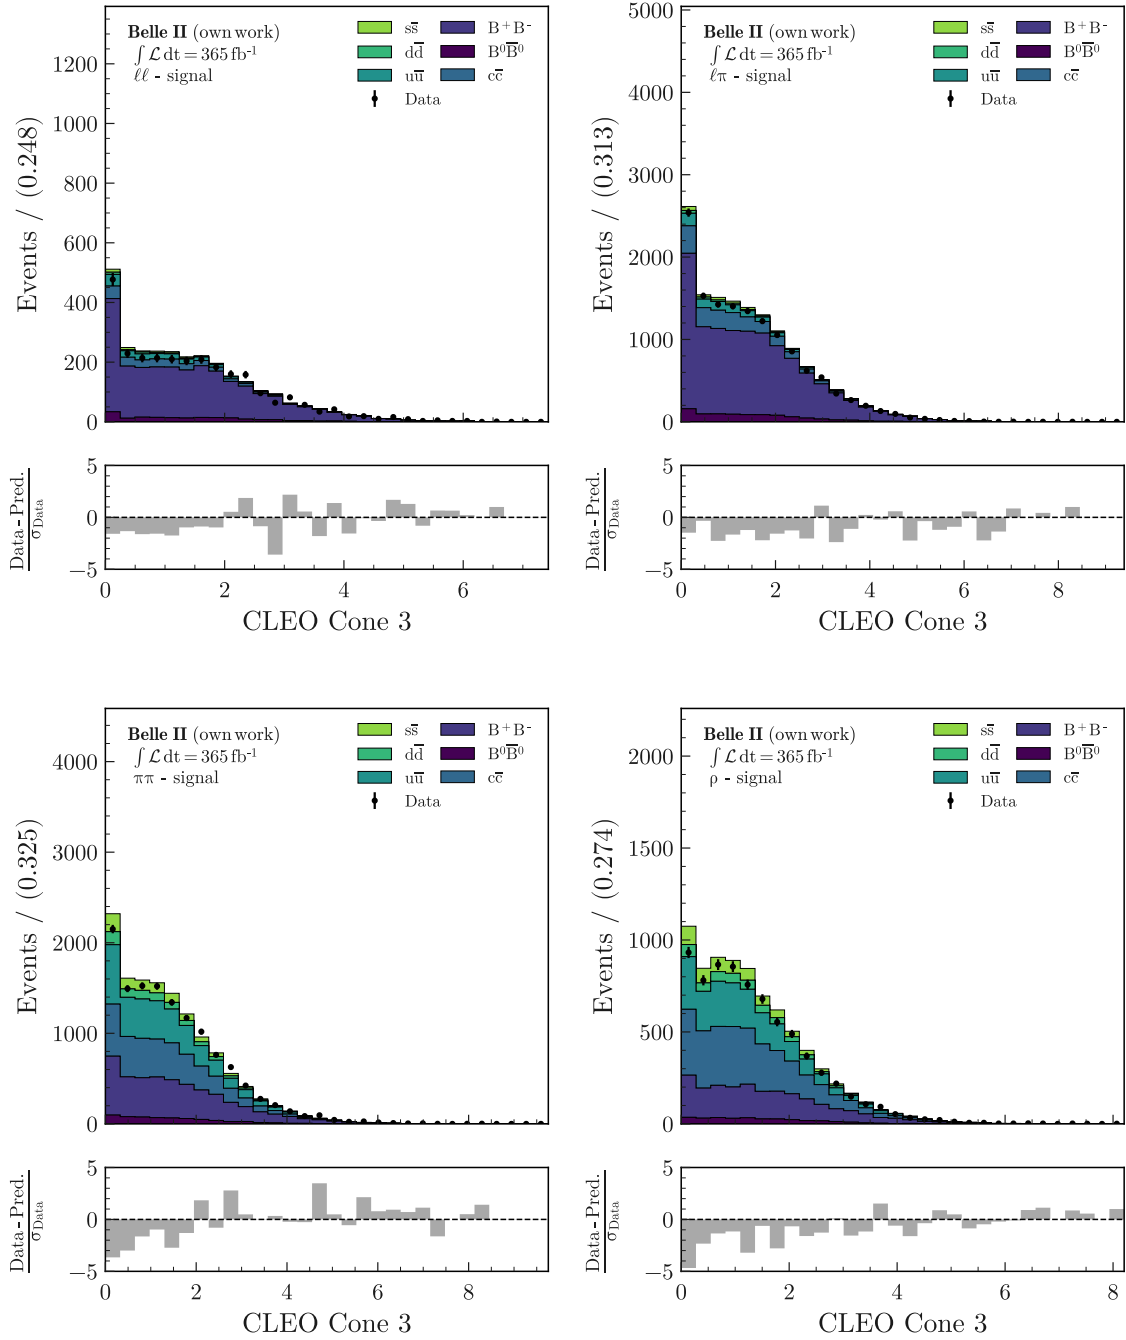 Belle II (own work)
∫ℒdt = 365 fb⁻¹
ℓℓ - signal
ss̅
dd̅
uu̅
B⁺B⁻
B⁰B̅⁰
cc̅
Data
Events / (0.248)
0
200
400
600
800
1000
1200
Data - Pred.
σData
5
0
−5
0
2
4
6
CLEO Cone 3
Belle II (own work)
∫ℒdt = 365 fb⁻¹
ℓπ - signal
ss̅
dd̅
uu̅
B⁺B⁻
B⁰B̅⁰
cc̅
Data
Events / (0.313)
0
1000
2000
3000
4000
5000
Data - Pred.
σData
5
0
−5
0
2
4
6
8
CLEO Cone 3
Belle II (own work)
∫ℒdt = 365 fb⁻¹
ππ - signal
ss̅
dd̅
uu̅
B⁺B⁻
B⁰B̅⁰
cc̅
Data
Events / (0.325)
0
1000
2000
3000
4000
Data - Pred.
σData
5
0
−5
0
2
4
6
8
CLEO Cone 3
Belle II (own work)
∫ℒdt = 365 fb⁻¹
ρ - signal
ss̅
dd̅
uu̅
B⁺B⁻
B⁰B̅⁰
cc̅
Data
Events / (0.274)
0
500
1000
1500
2000
Data - Pred.
σData
5
0
−5
0
2
4
6
8
CLEO Cone 3